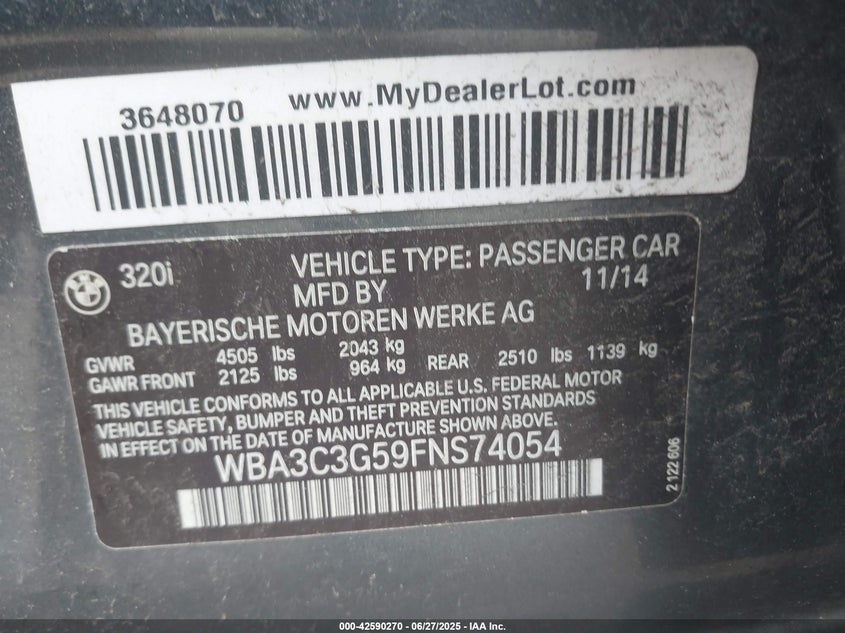 3648070 www.MyDealerLot.com
320i VEHICLE TYPE: PASSENGER CAR
MFD BY 11/14
BAYERISCHE MOTOREN WERKE AG
GVWR 4505 lbs 2043 kg
GAWR FRONT 2125 lbs 964 kg REAR 2510 lbs 1139 kg
THIS VEHICLE CONFORMS TO ALL APPLICABLE U.S. FEDERAL MOTOR
VEHICLE SAFETY, BUMPER AND THEFT PREVENTION STANDARDS
IN EFFECT ON THE DATE OF MANUFACTURE SHOWN ABOVE.
WBA3C3G59FNS74054
2 122 606
000-42590270 - 06/27/2025 - IAA Inc.